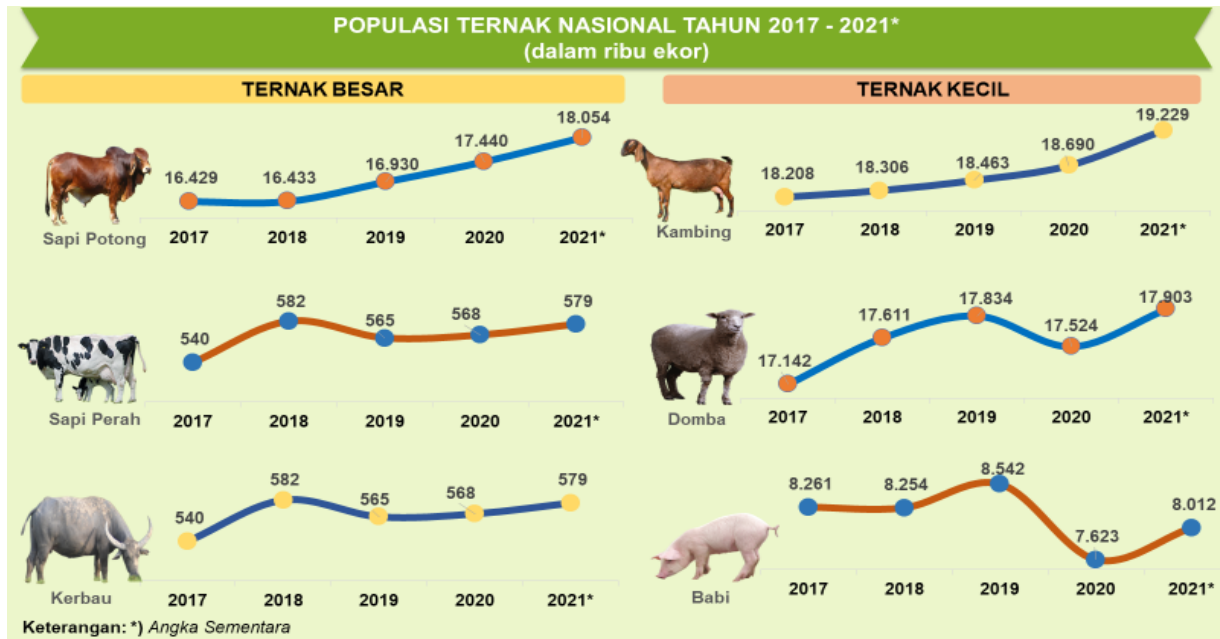 POPULASI TERNAK NASIONAL TAHUN 2017 - 2021*
(dalam ribu ekor)
TERNAK BESAR
16.429 16.433 16.930 17.440 18.054
Sapi Potong
2017 2018 2019 2020 2021*
540 582 565 568 579
Sapi Perah
2017 2018 2019 2020 2021*
540 582 565 568 579
Kerbau
2017 2018 2019 2020 2021*
TERNAK KECIL
18.208 18.306 18.463 18.690 19.229
Kambing
2017 2018 2019 2020 2021*
17.142 17.611 17.834 17.524 17.903
Domba
2017 2018 2019 2020 2021*
8.261 8.254 8.542 7.623 8.012
Babi
2017 2018 2019 2020 2021*
Keterangan: *) Angka Sementara